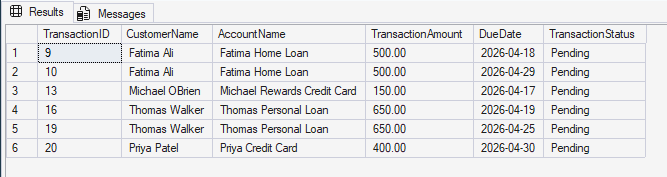 Results Messages
TransactionID CustomerName AccountName TransactionAmount DueDate TransactionStatus
1 9 Fatima Ali Fatima Home Loan 500.00 2026-04-18 Pending
2 10 Fatima Ali Fatima Home Loan 500.00 2026-04-29 Pending
3 13 Michael OBrien Michael Rewards Credit Card 150.00 2026-04-17 Pending
4 16 Thomas Walker Thomas Personal Loan 650.00 2026-04-19 Pending
5 19 Thomas Walker Thomas Personal Loan 650.00 2026-04-25 Pending
6 20 Priya Patel Priya Credit Card 400.00 2026-04-30 Pending